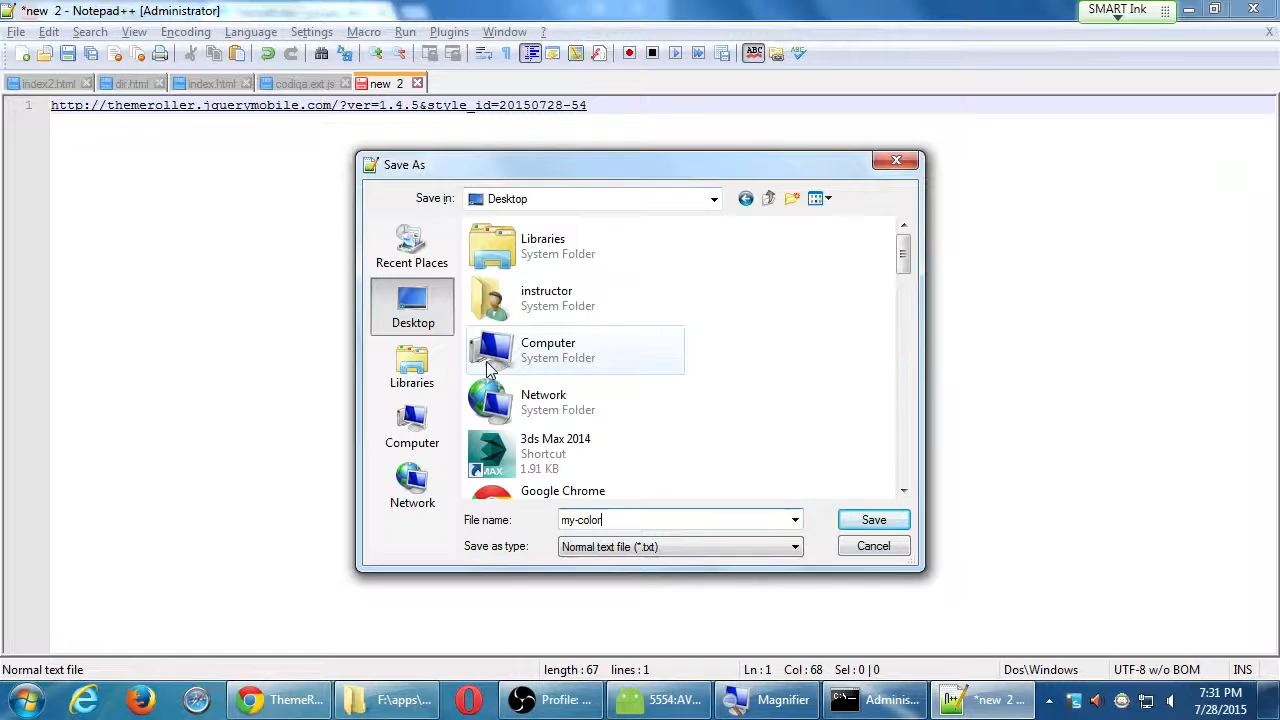 *new  2 - Notepad++ [Administrator]
SMART Ink
File Edit Search View Encoding Language Settings Macro Run Plugins Window ?
X
index2.html dir.html index.html codiqa.ext.js new  2
1 http://themeroller.jquerymobile.com/?ver=1.4.5&style_id=20150728-54
Save As
Save in: Desktop
Recent Places
Desktop
Libraries
Computer
Network
Libraries
System Folder
instructor
System Folder
Computer
System Folder
Network
System Folder
3ds Max 2014
Shortcut
1.91 KB
MAX
Google Chrome
File name: my-color Save
Save as type: Normal text file (*.txt) Cancel
Normal text file length : 67 lines : 1 Ln : 1 Col : 68 Sel : 0 | 0 Dos\Windows UTF-8 w/o BOM INS
ThemeR... F:\apps\... Profile: ... 5554:AV... Magnifier Adminis... *new  2 ...
7:31 PM
7/28/2015